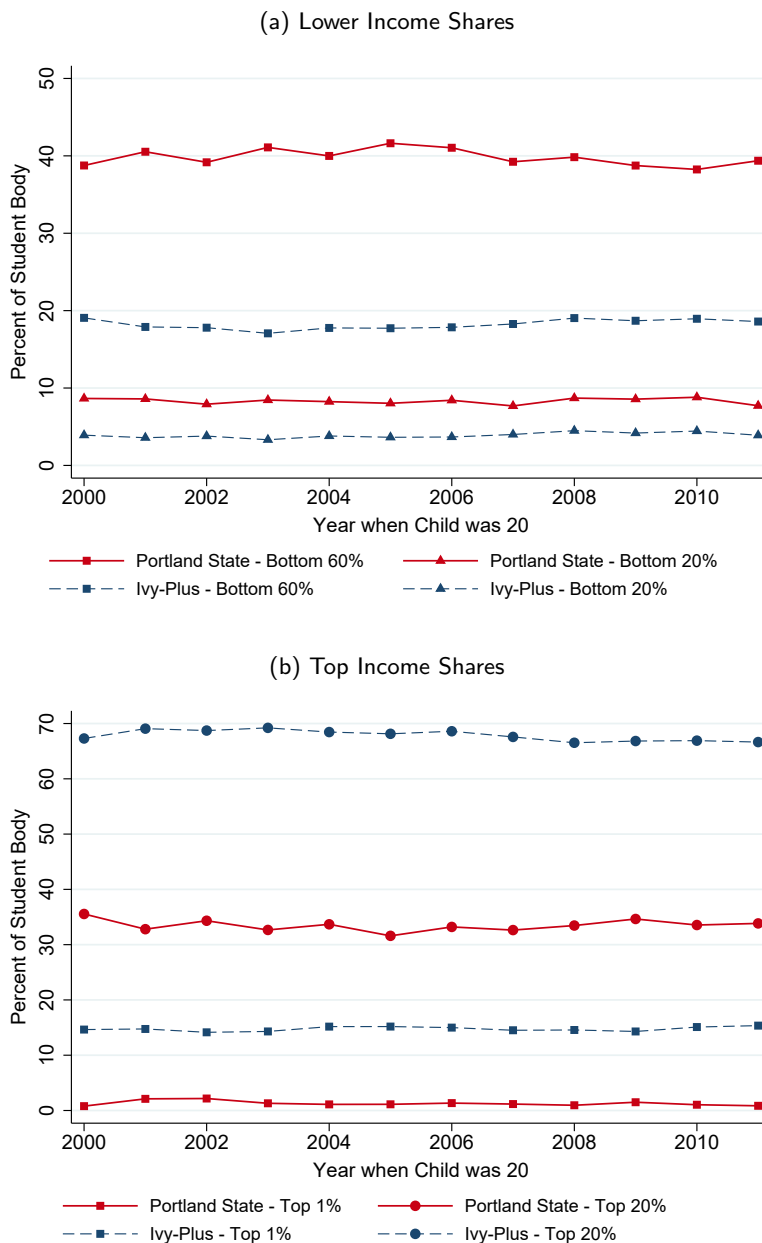 (a) Lower Income Shares
50
40
30
20
10
0
Percent of Student Body
2000 2002 2004 2006 2008 2010
Year when Child was 20
Portland State - Bottom 60% Portland State - Bottom 20%
Ivy-Plus - Bottom 60% Ivy-Plus - Bottom 20%
(b) Top Income Shares
70
60
50
40
30
20
10
0
Percent of Student Body
2000 2002 2004 2006 2008 2010
Year when Child was 20
Portland State - Top 1% Portland State - Top 20%
Ivy-Plus - Top 1% Ivy-Plus - Top 20%